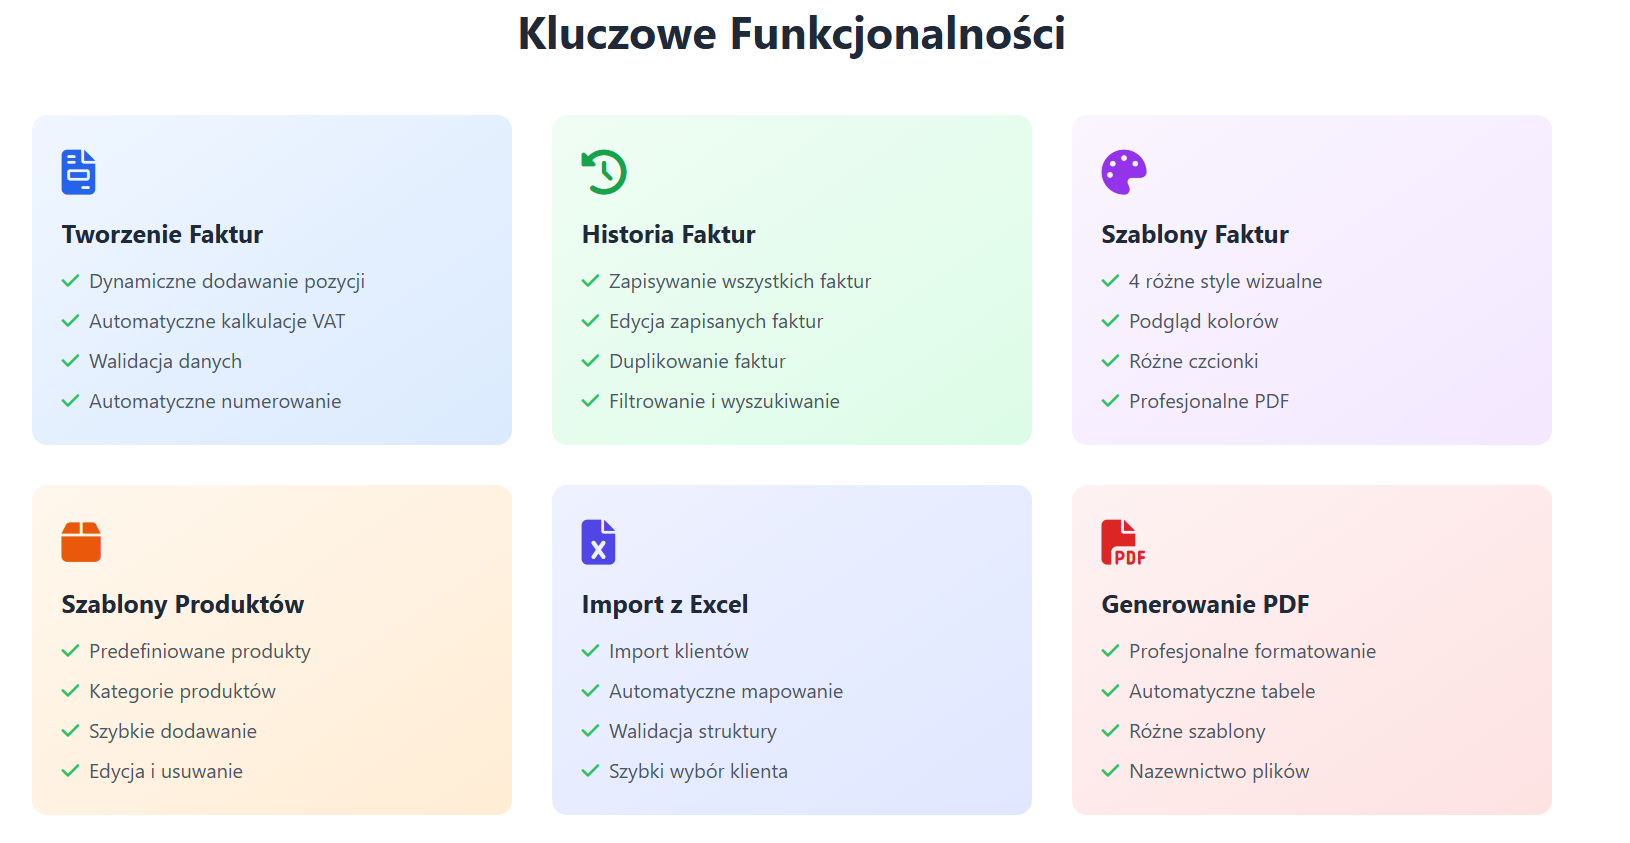 Kluczowe Funkcjonalności
Tworzenie Faktur
Dynamiczne dodawanie pozycji
Automatyczne kalkulacje VAT
Walidacja danych
Automatyczne numerowanie
Historia Faktur
Zapisywanie wszystkich faktur
Edycja zapisanych faktur
Duplikowanie faktur
Filtrowanie i wyszukiwanie
Szablony Faktur
4 różne style wizualne
Podgląd kolorów
Różne czcionki
Profesjonalne PDF
Szablony Produktów
Predefiniowane produkty
Kategorie produktów
Szybkie dodawanie
Edycja i usuwanie
X
Import z Excel
Import klientów
Automatyczne mapowanie
Walidacja struktury
Szybki wybór klienta
PDF
Generowanie PDF
Profesjonalne formatowanie
Automatyczne tabele
Różne szablony
Nazewnictwo plików